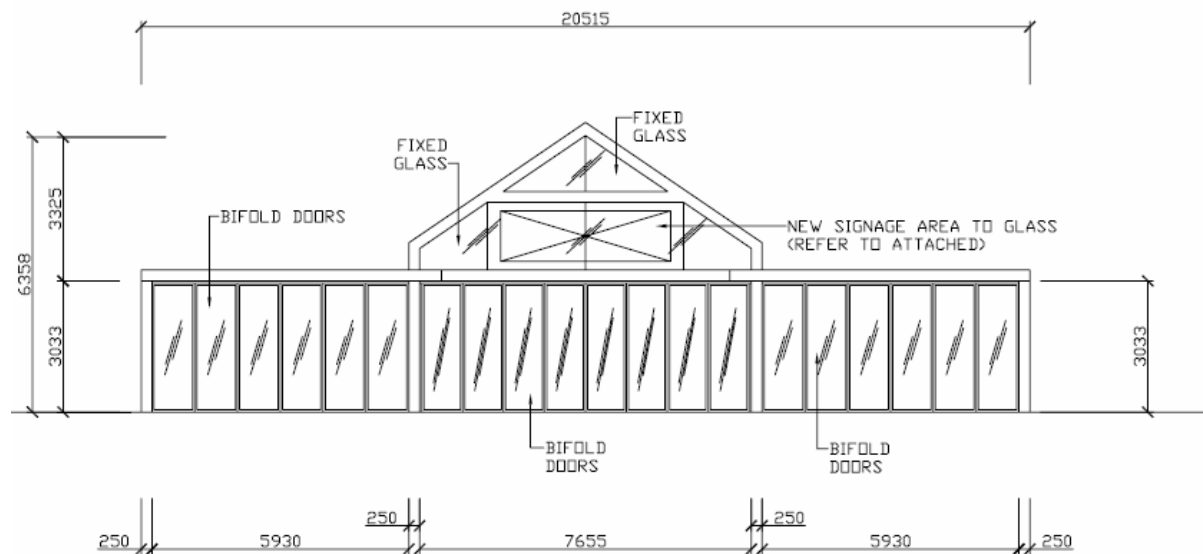 20515
FIXED
GLASS
FIXED
GLASS
BIFOLD DOORS
NEW SIGNAGE AREA TO GLASS
(REFER TO ATTACHED)
3325
6358
3033
3033
BIFOLD
DOORS
BIFOLD
DOORS
250
250
250
5930
7655
5930
250